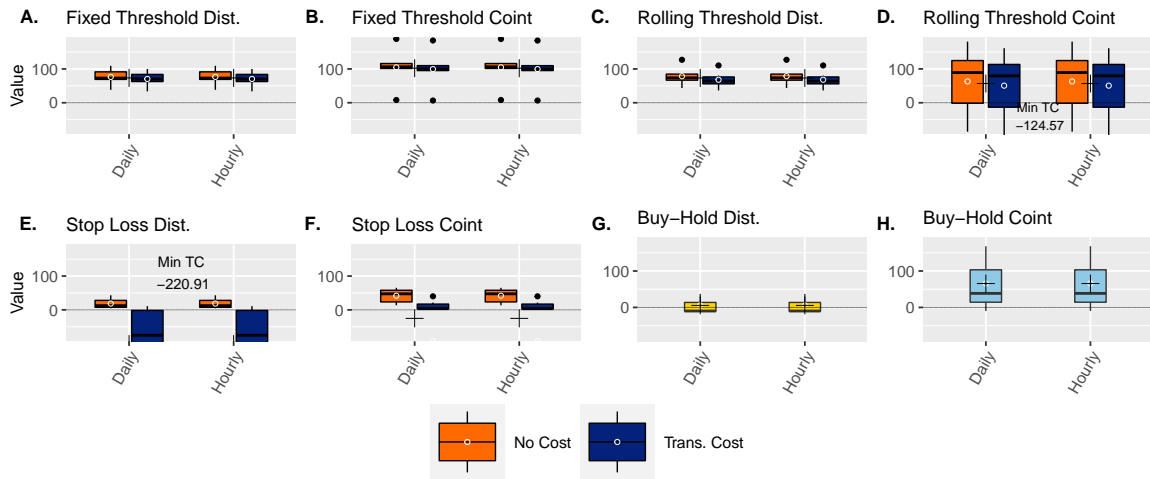 A. Fixed Threshold Dist.
B. Fixed Threshold Coint
C. Rolling Threshold Dist.
D. Rolling Threshold Coint
Value
100
0
Daily
Hourly
100
0
Daily
Hourly
100
0
Daily
Hourly
100
0
Min TC
−124.57
Daily
Hourly
E. Stop Loss Dist.
F. Stop Loss Coint
G. Buy−Hold Dist.
H. Buy−Hold Coint
Value
100
0
Min TC
−220.91
Daily
Hourly
100
0
Daily
Hourly
100
0
Daily
Hourly
100
0
Daily
Hourly
No Cost
Trans. Cost